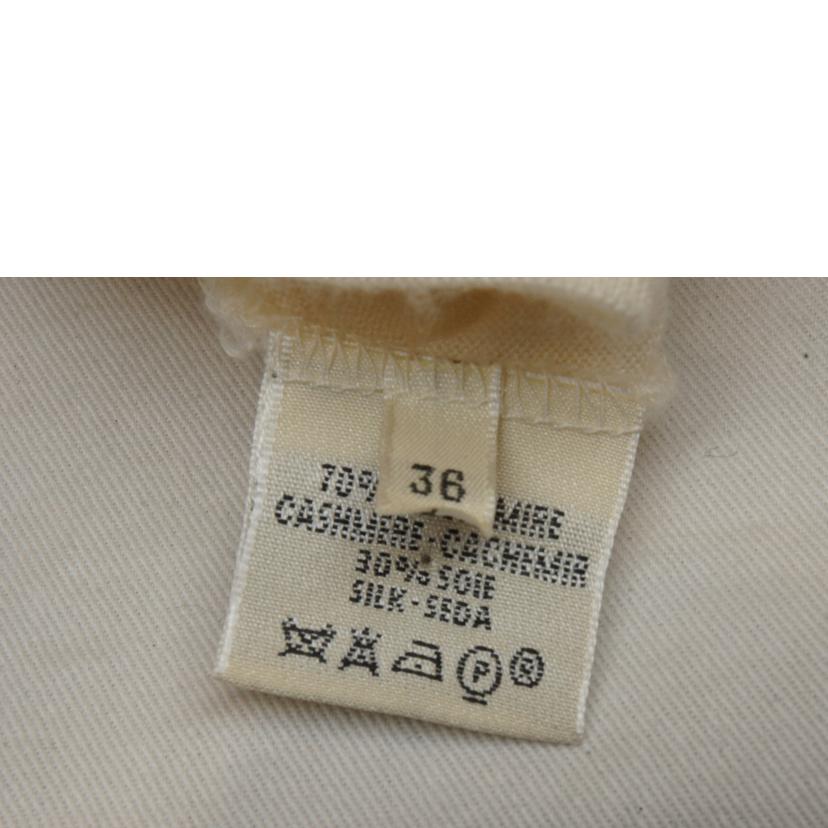 36
70%
MIRE
CASHMERE-CACHEMIR
30% SOIE
SILK-SEDA
P